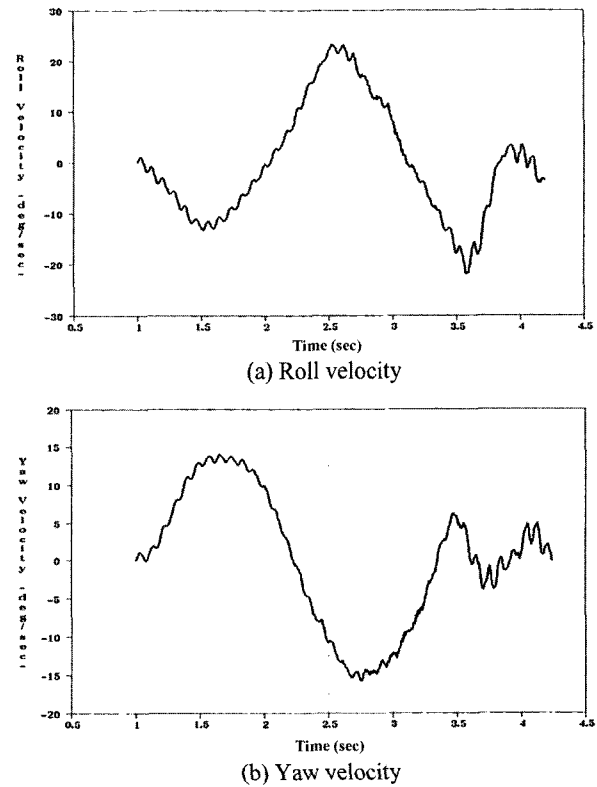 30
20
10
0
-10
-20
-30
Roll Velocity -deg/sec-
0.5 1 1.5 2 2.5 3 3.5 4 4.5
Time (sec)
(a) Roll velocity
20
15
10
5
0
-5
-10
-15
-20
Yaw Velocity -deg/sec-
0.5 1 1.5 2 2.5 3 3.5 4 4.5
Time (sec)
(b) Yaw velocity